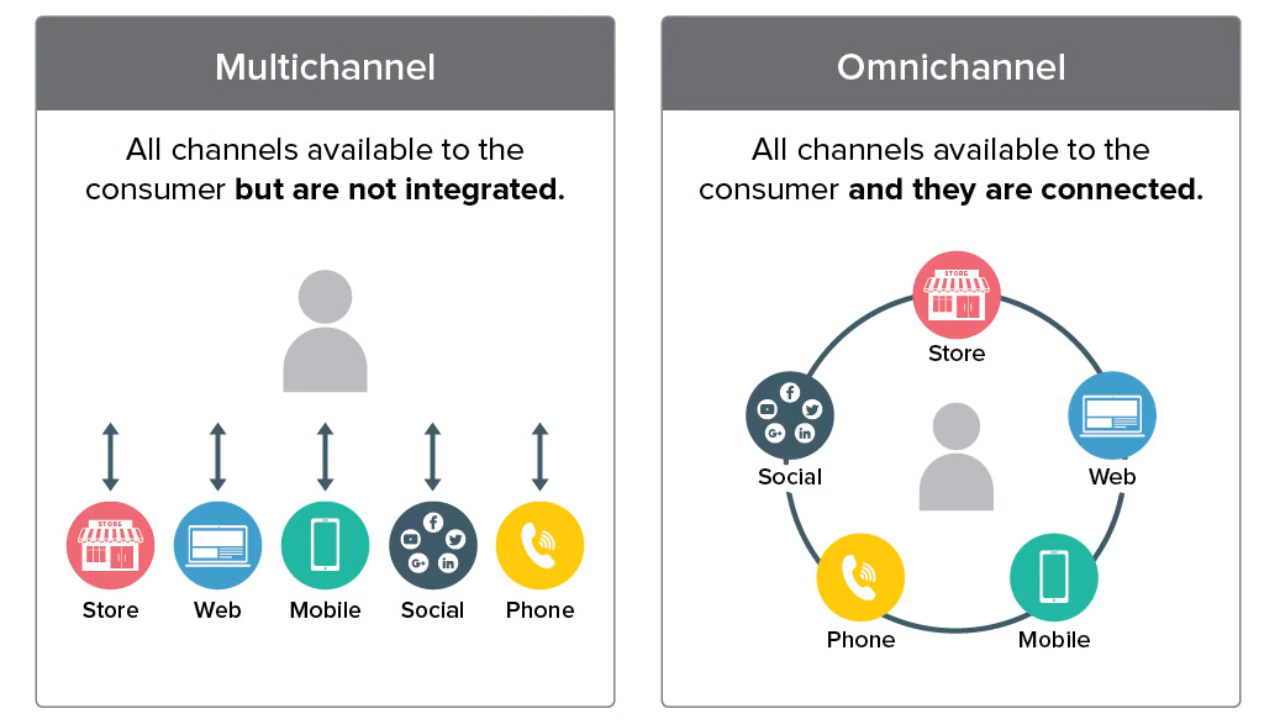 Multichannel
All channels available to the
consumer but are not integrated.
STORE
Store
Web
Mobile
Social
Phone
Omnichannel
All channels available to the
consumer and they are connected.
STORE
Store
Social
Web
Phone
Mobile